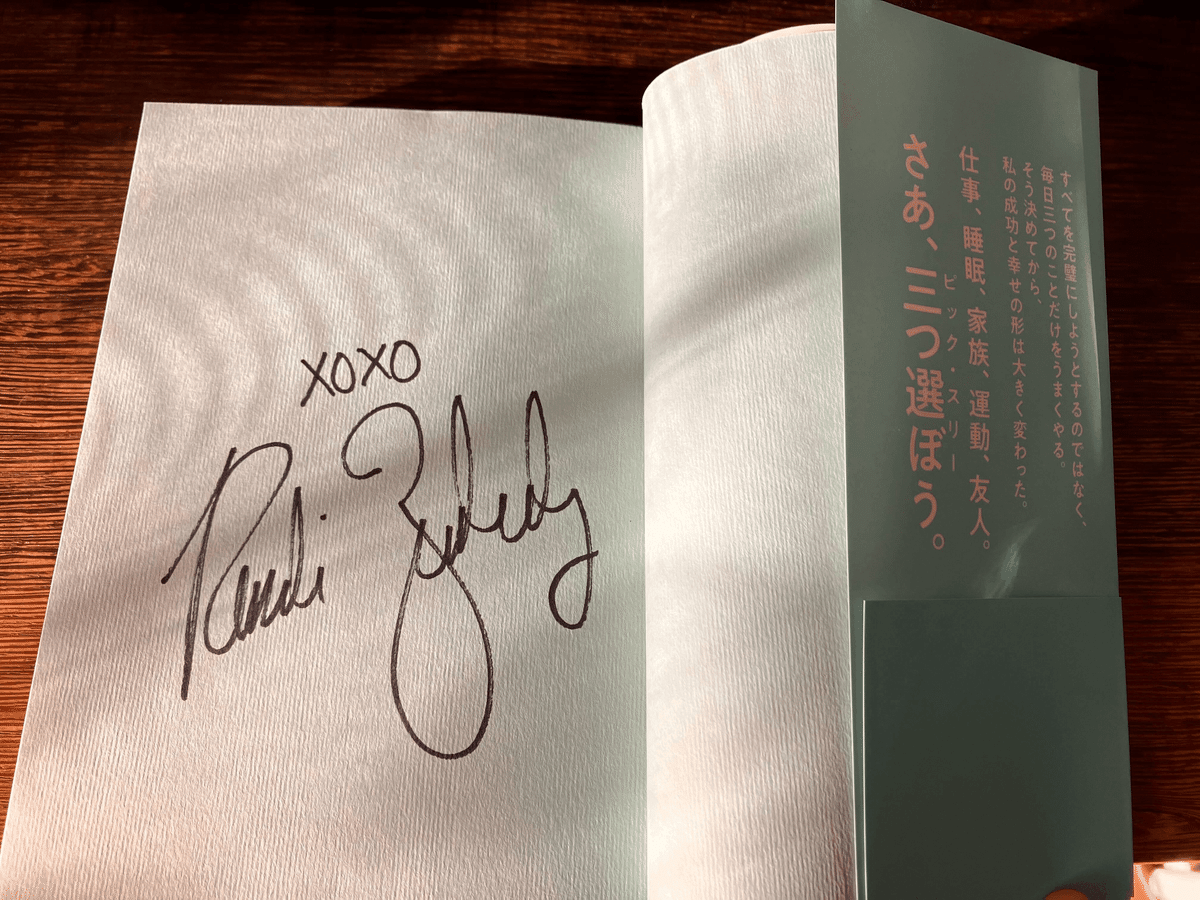 xoxo
Randi Zuckerberg
すべてを完璧にしようとするのではなく、
毎日三つのことだけをうまくやる。
そう決めてから、
私の成功と幸せの形は大きく変わった。
仕事、睡眠、家族、運動、友人。
ピック・スリー
さあ、三つ選ぼう。